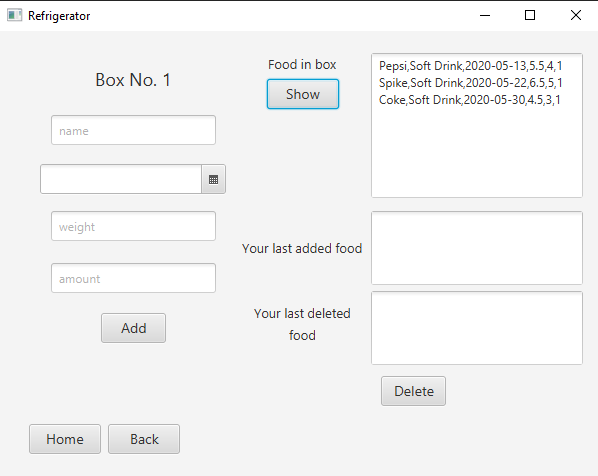 Refrigerator
Box No. 1
name
weight
amount
Add
Food in box
Show
Pepsi,Soft Drink,2020-05-13,5.5,4,1
Spike,Soft Drink,2020-05-22,6.5,5,1
Coke,Soft Drink,2020-05-30,4.5,3,1
Your last added food
Your last deleted
food
Delete
Home
Back